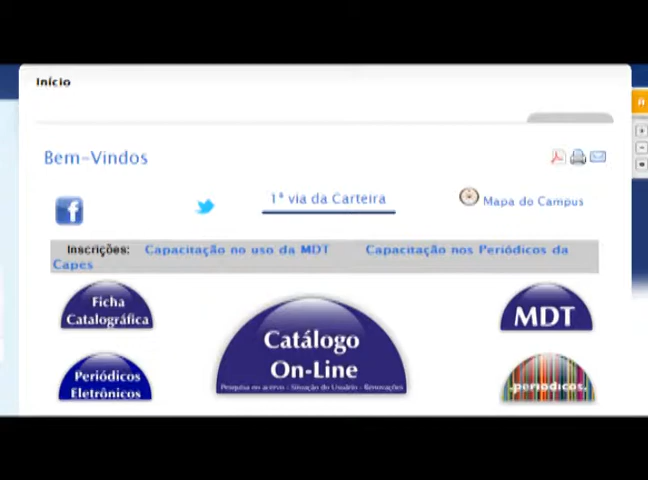 Início
Bem-Vindos
1ª via da Carteira
Mapa do Campus
Inscrições: Capacitação no uso da MDT Capacitação nos Periódicos da
Capes
Ficha
Catalográfica
Catálogo
On-Line
Pesquisa no acervo - Situação do Usuário - Renovações
MDT
Periódicos
Eletrônicos
.periodicos.